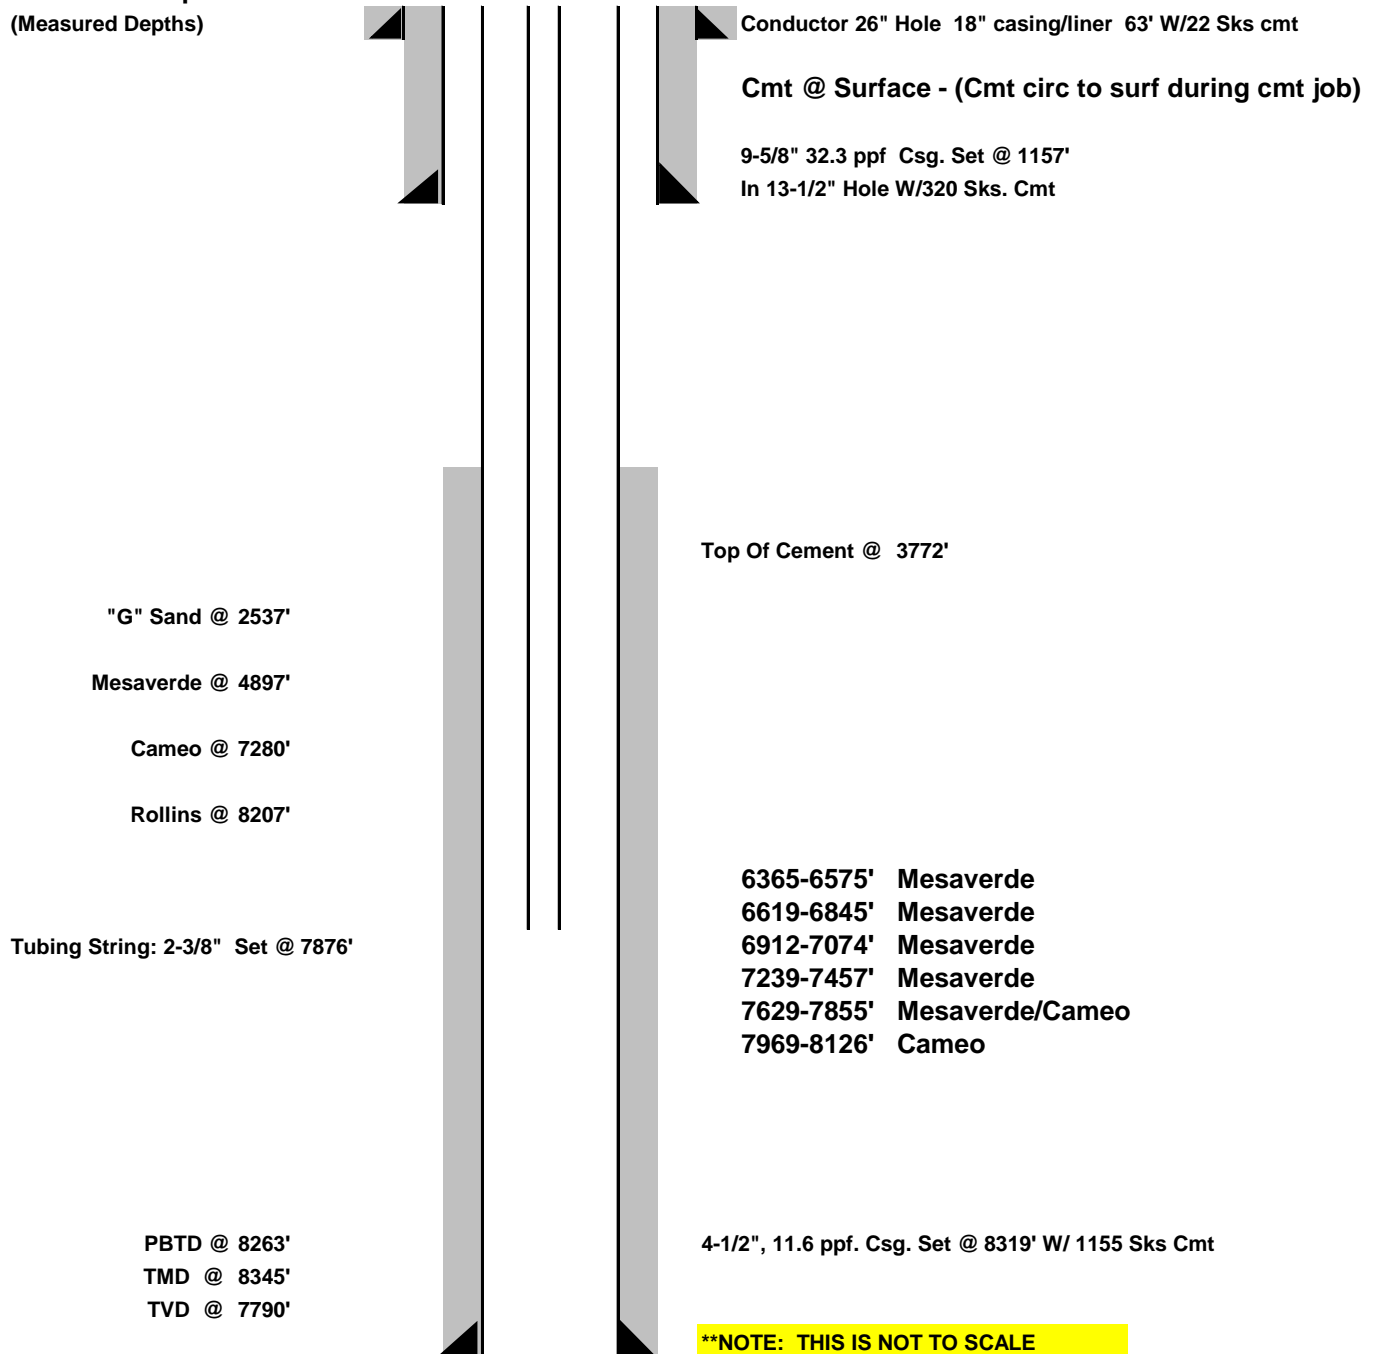 (Measured Depths)
Conductor 26" Hole 18" casing/liner 63' W/22 Sks cmt
Cmt @ Surface - (Cmt circ to surf during cmt job)
9-5/8" 32.3 ppf Csg. Set @ 1157'
In 13-1/2" Hole W/320 Sks. Cmt
Top Of Cement @ 3772'
"G" Sand @ 2537'
Mesaverde @ 4897'
Cameo @ 7280'
Rollins @ 8207'
6365-6575' Mesaverde
6619-6845' Mesaverde
Tubing String: 2-3/8" Set @ 7876'
6912-7074' Mesaverde
7239-7457' Mesaverde
7629-7855' Mesaverde/Cameo
7969-8126' Cameo
PBTD @ 8263'
4-1/2", 11.6 ppf. Csg. Set @ 8319' W/ 1155 Sks Cmt
TMD @ 8345'
TVD @ 7790'
**NOTE: THIS IS NOT TO SCALE